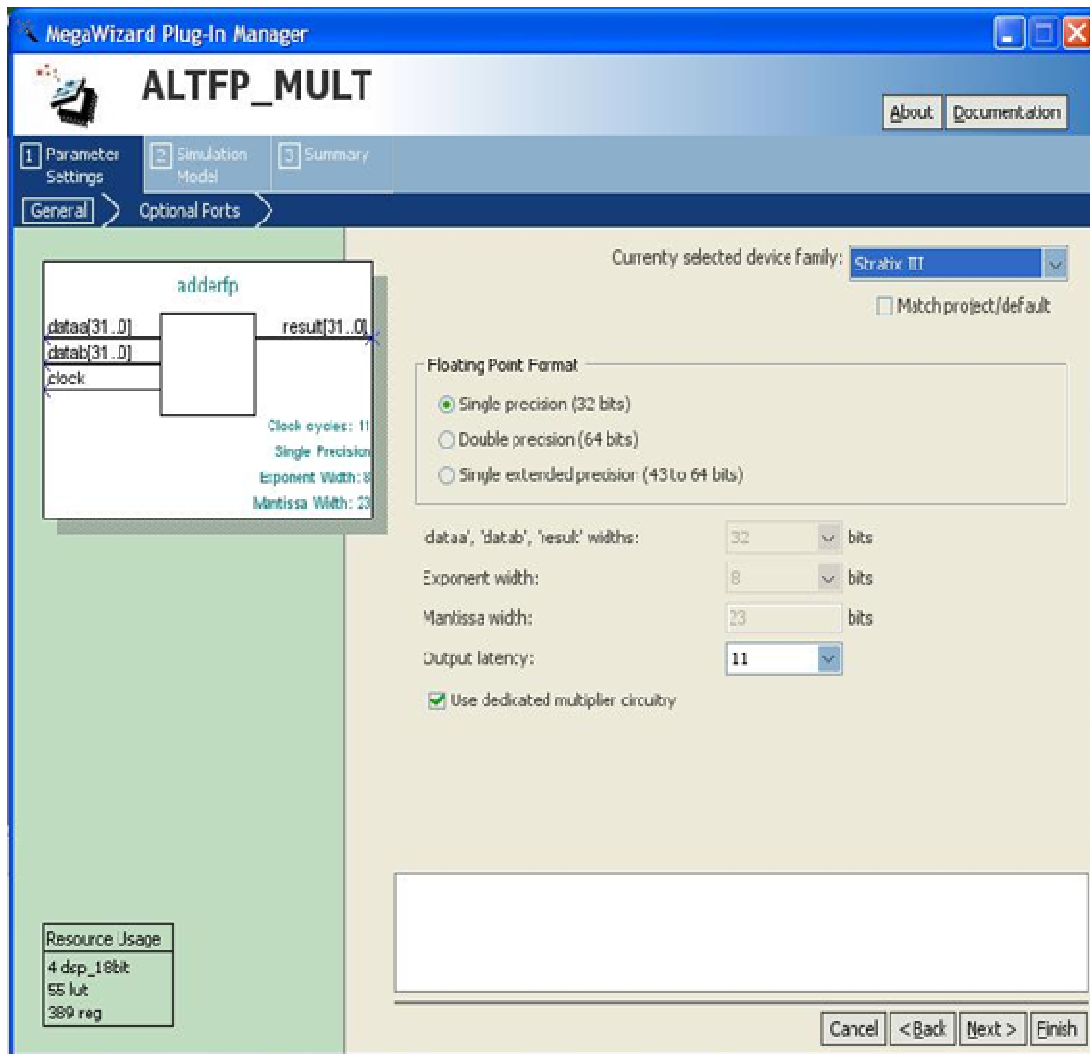 MegaWizard Plug-In Manager
ALTFP_MULT
About
Documentation
1 Parameter Settings
2 Simulation Model
3 Summary
General
Optional Ports
Currently selected device family:
Stratix III
Match project/default
adderfp
dataa[31..0]
result[31..0]
datab[31..0]
clock
Clock cycles: 11
Single Precision
Exponent Width: 8
Mantissa Width: 23
Floating Point Format
Single precision (32 bits)
Double precision (64 bits)
Single extended precision (43 to 64 bits)
'dataa', 'datab', 'result' widths:
32
bits
Exponent width:
8
bits
Mantissa width:
23
bits
Output latency:
11
Use dedicated multiplier circuitry
Resource Usage
4 dsp_18bit
55 lut
389 reg
Cancel
< Back
Next >
Finish